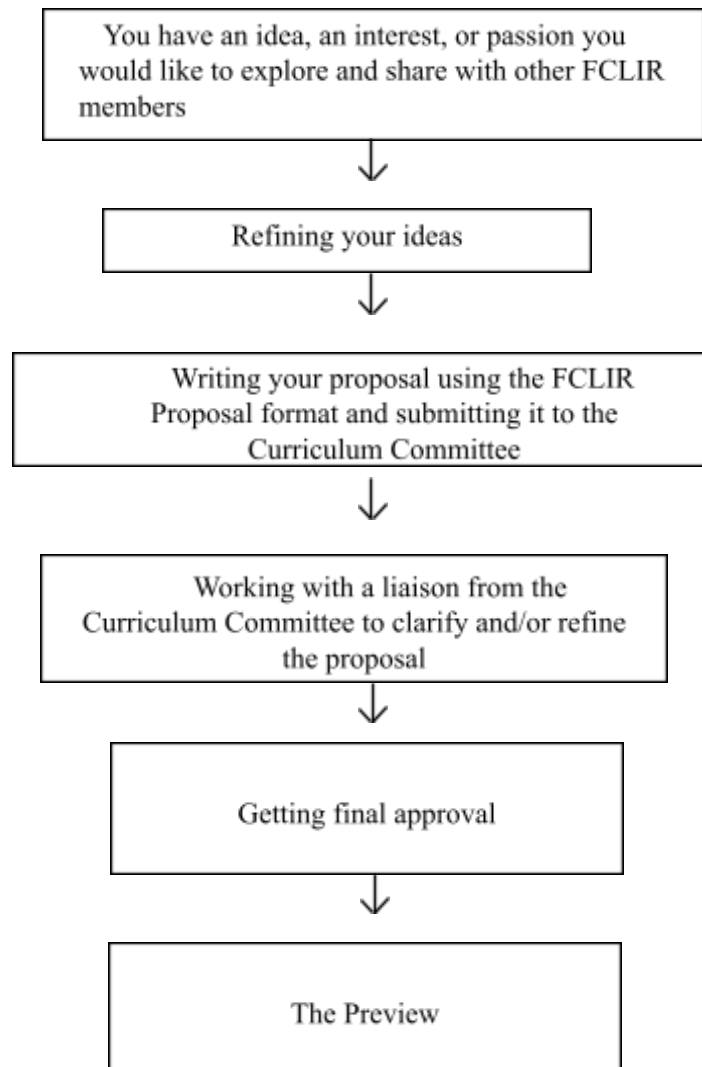 You have an idea, an interest, or passion you
would like to explore and share with other FCLIR
members
Refining your ideas
Writing your proposal using the FCLIR
Proposal format and submitting it to the
Curriculum Committee
Working with a liaison from the
Curriculum Committee to clarify and/or refine
the proposal
Getting final approval
The Preview